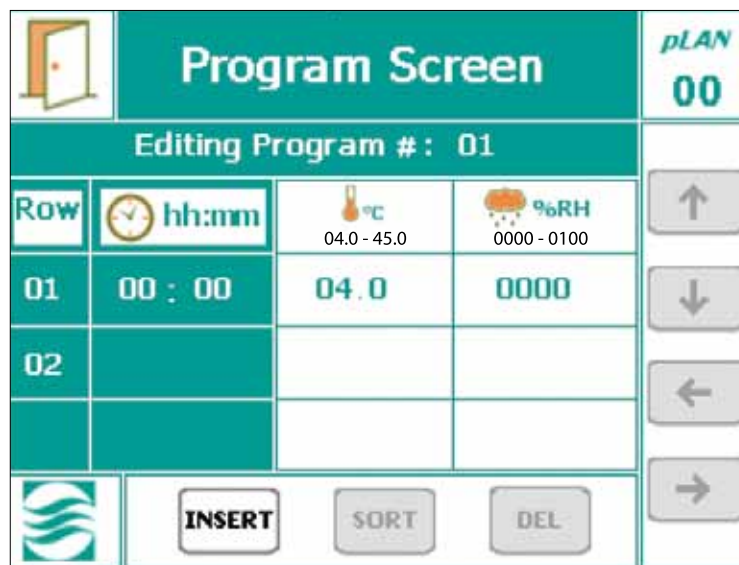 Program Screen
pLAN
00
Editing Program #: 01
Row
hh:mm
°C
04.0 - 45.0
%RH
0000 - 0100
01
00 : 00
04.0
0000
02
INSERT
SORT
DEL